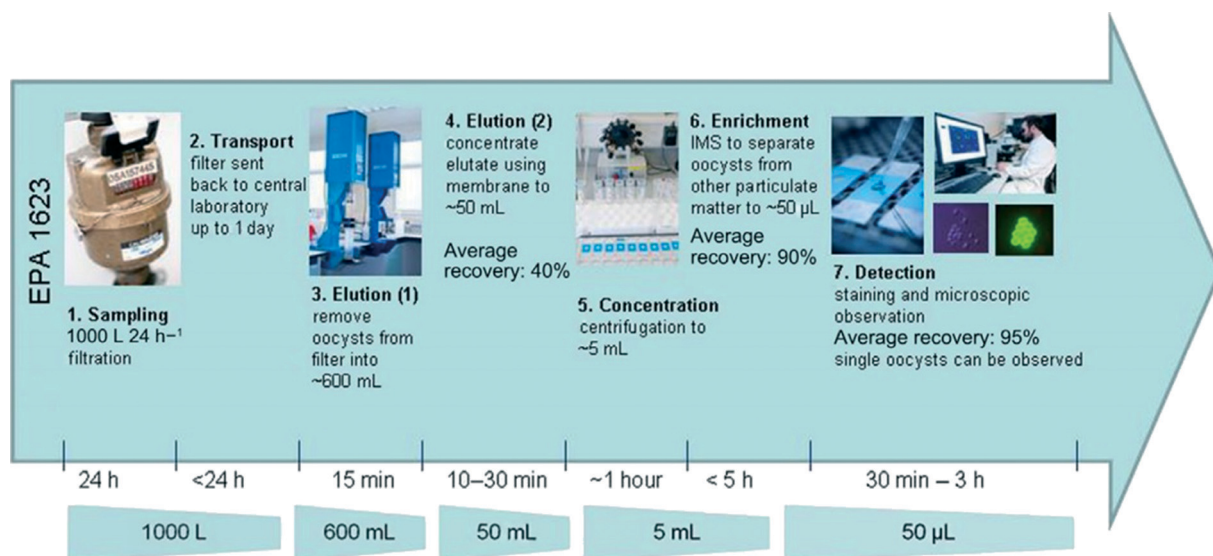 EPA 1623
1. Sampling
1000 L 24 h⁻¹
filtration
2. Transport
filter sent
back to central
laboratory
up to 1 day
3. Elution (1)
remove
oocysts from
filter into
~600 mL
4. Elution (2)
concentrate
elutate using
membrane to
~50 mL
Average
recovery: 40%
5. Concentration
centrifugation to
~5 mL
6. Enrichment
IMS to separate
oocysts from
other particulate
matter to ~50 µL
Average
recovery: 90%
7. Detection
staining and microscopic
observation
Average recovery: 95%
single oocysts can be observed
24 h
<24 h
15 min
10–30 min
~1 hour
< 5 h
30 min – 3 h
1000 L
600 mL
50 mL
5 mL
50 µL